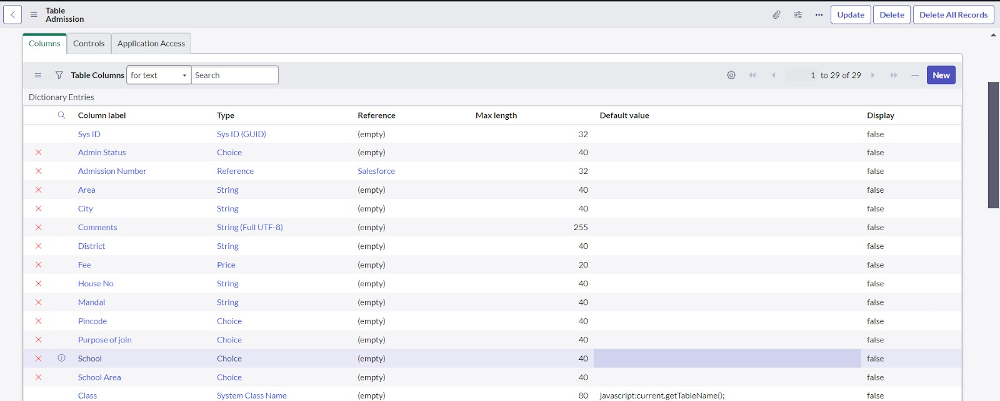 Table
Admission
Update Delete Delete All Records
Columns Controls Application Access
Table Columns for text Search 1 to 29 of 29 New
Dictionary Entries
Column label Type Reference Max length Default value Display
Sys ID Sys ID (GUID) (empty) 32 false
Admin Status Choice (empty) 40 false
Admission Number Reference Salesforce 32 false
Area String (empty) 40 false
City String (empty) 40 false
Comments String (Full UTF-8) (empty) 255 false
District String (empty) 40 false
Fee Price (empty) 20 false
House No String (empty) 40 false
Mandal String (empty) 40 false
Pincode Choice (empty) 40 false
Purpose of join Choice (empty) 40 false
School Choice (empty) 40 false
School Area Choice (empty) 40 false
Class System Class Name (empty) 80 javascript:current.getTableName(); false